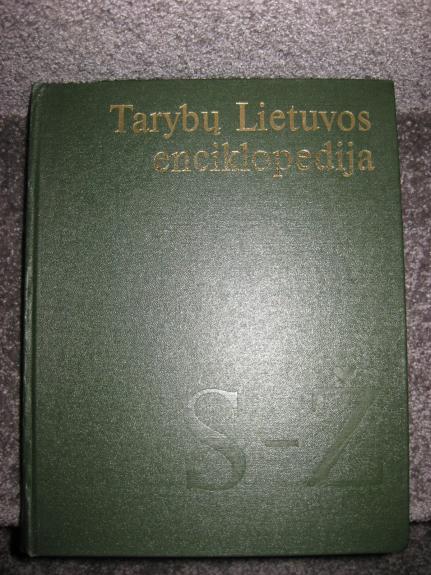 Tarybų Lietuvos
enciklopedija
S-Ž